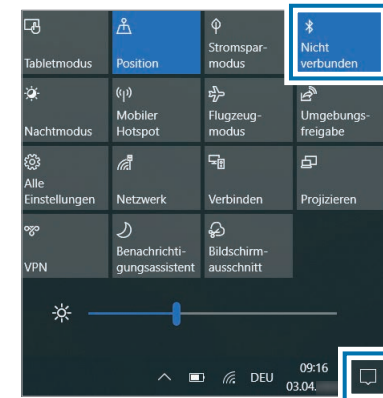 Tabletmodus
Position
Stromspar-
modus
Nicht
verbunden
Nachtmodus
Mobiler
Hotspot
Flugzeug-
modus
Umgebungs-
freigabe
Alle
Einstellungen
Netzwerk
Verbinden
Projizieren
VPN
Benachrichti-
gungsassistent
Bildschirm-
ausschnitt
09:16
DEU
03.04.